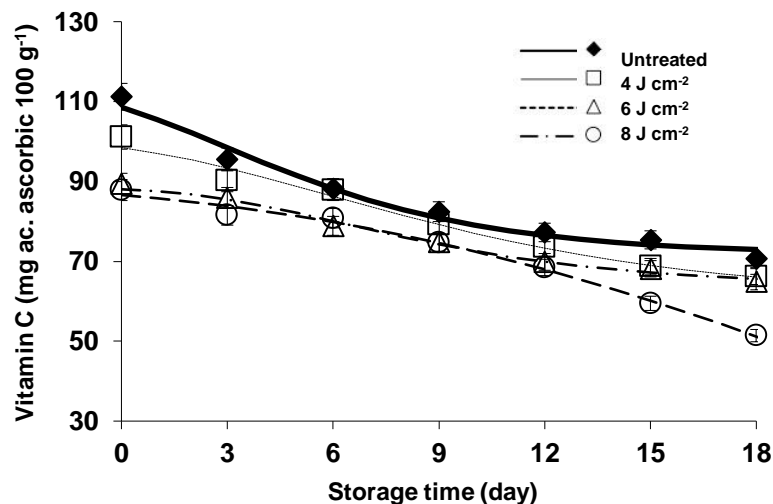 130
110
90
70
50
30
Vitamin C (mg ac. ascorbic 100 g⁻¹)
Untreated
4 J cm⁻²
6 J cm⁻²
8 J cm⁻²
0 3 6 9 12 15 18
Storage time (day)